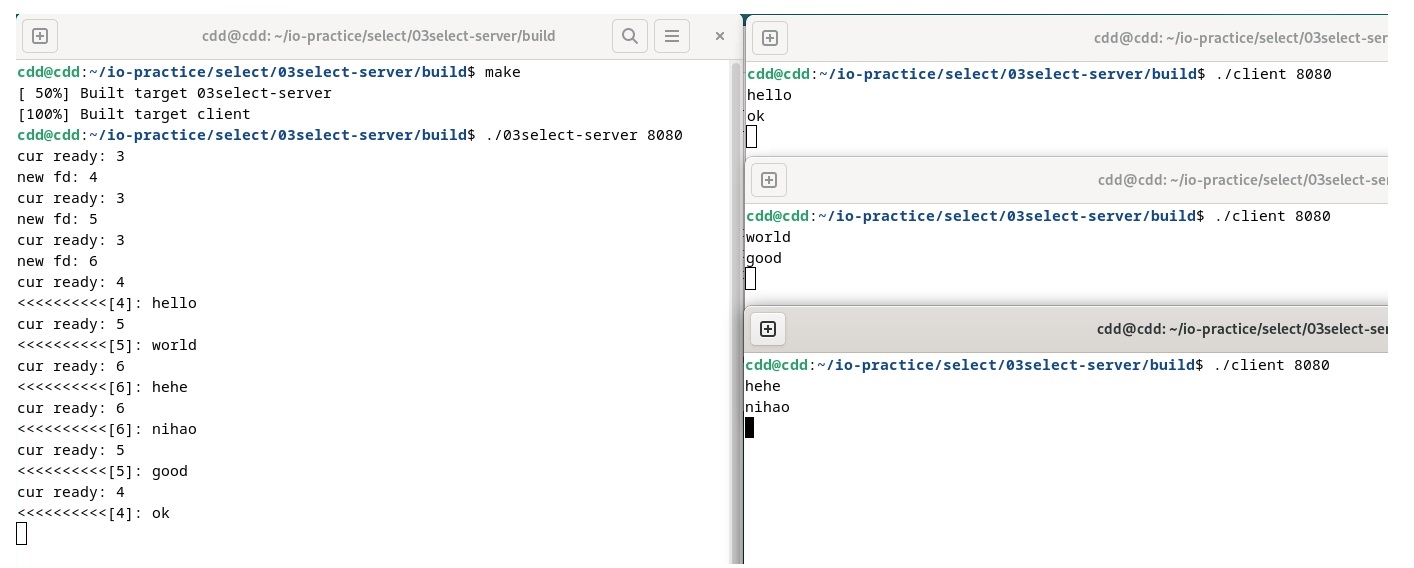 cdd@cdd: ~/io-practice/select/03select-server/build
cdd@cdd:~/io-practice/select/03select-server/build$ make
[ 50%] Built target 03select-server
[100%] Built target client
cdd@cdd:~/io-practice/select/03select-server/build$ ./03select-server 8080
cur ready: 3
new fd: 4
cur ready: 3
new fd: 5
cur ready: 3
new fd: 6
cur ready: 4
<<<<<<<<<<[4]: hello
cur ready: 5
<<<<<<<<<<[5]: world
cur ready: 6
<<<<<<<<<<[6]: hehe
cur ready: 6
<<<<<<<<<<[6]: nihao
cur ready: 5
<<<<<<<<<<[5]: good
cur ready: 4
<<<<<<<<<<[4]: ok
cdd@cdd: ~/io-practice/select/03select-ser
cdd@cdd:~/io-practice/select/03select-server/build$ ./client 8080
hello
ok
cdd@cdd: ~/io-practice/select/03select-se
cdd@cdd:~/io-practice/select/03select-server/build$ ./client 8080
world
good
cdd@cdd: ~/io-practice/select/03select-se
cdd@cdd:~/io-practice/select/03select-server/build$ ./client 8080
hehe
nihao